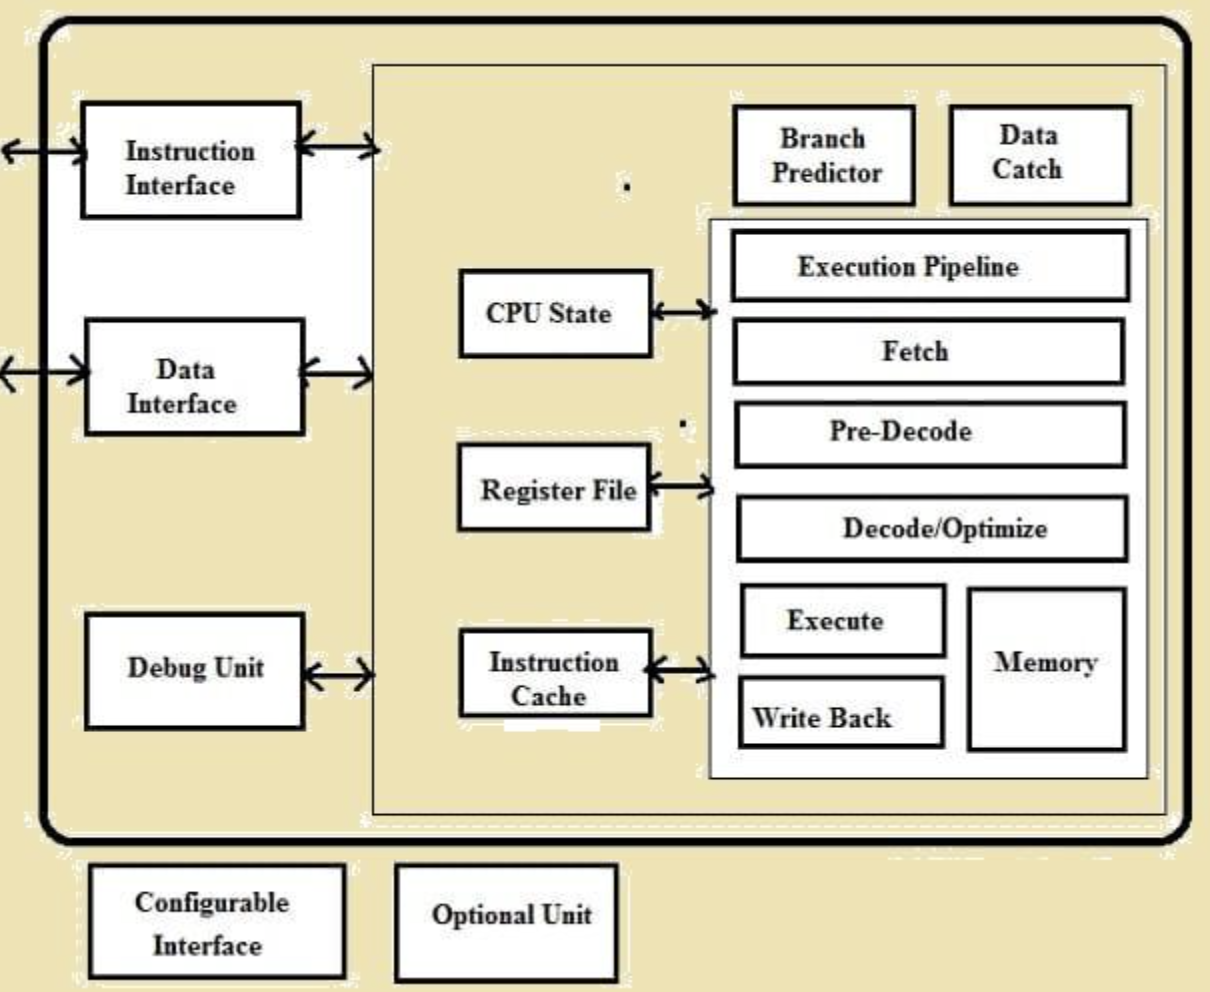 Instruction
Interface
Branch
Predictor
Data
Catch
Execution Pipeline
CPU State
Fetch
Data
Interface
Pre-Decode
Register File
Decode/Optimize
Debug Unit
Instruction
Cache
Execute
Memory
Write Back
Configurable
Interface
Optional Unit